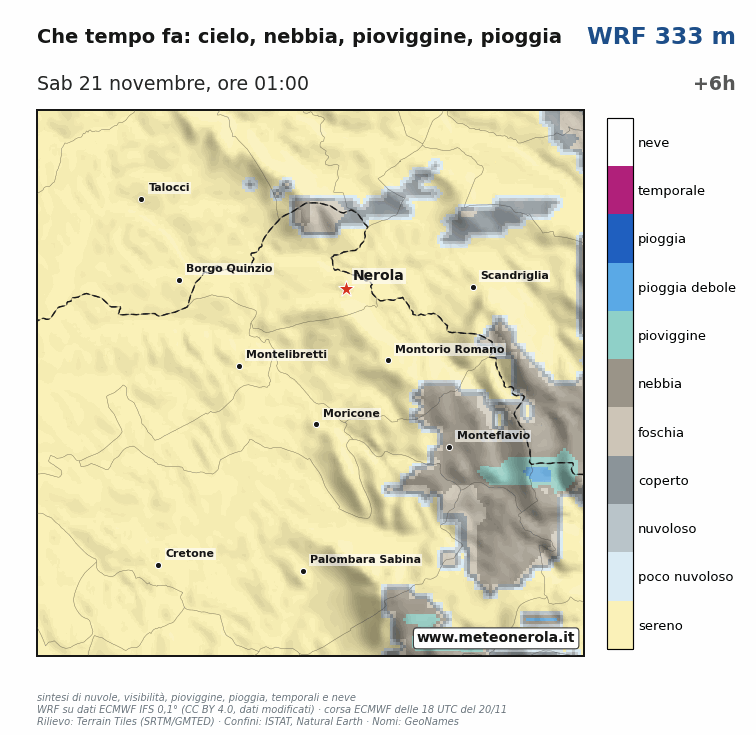 Che tempo fa: cielo, nebbia, pioviggine, pioggia
WRF 333 m
Sab 21 novembre, ore 01:00
+6h
Talocci
Borgo Quinzio
Nerola
Scandriglia
Montelibretti
Montorio Romano
Moricone
Monteflavio
Cretone
Palombara Sabina
www.meteonerola.it
neve
temporale
pioggia
pioggia debole
pioviggine
nebbia
foschia
coperto
nuvoloso
poco nuvoloso
sereno
sintesi di nuvole, visibilità, pioviggine, pioggia, temporali e neve
WRF su dati ECMWF IFS 0,1° (CC BY 4.0, dati modificati) · corsa ECMWF delle 18 UTC del 20/11
Rilievo: Terrain Tiles (SRTM/GMTED) · Confini: ISTAT, Natural Earth · Nomi: GeoNames